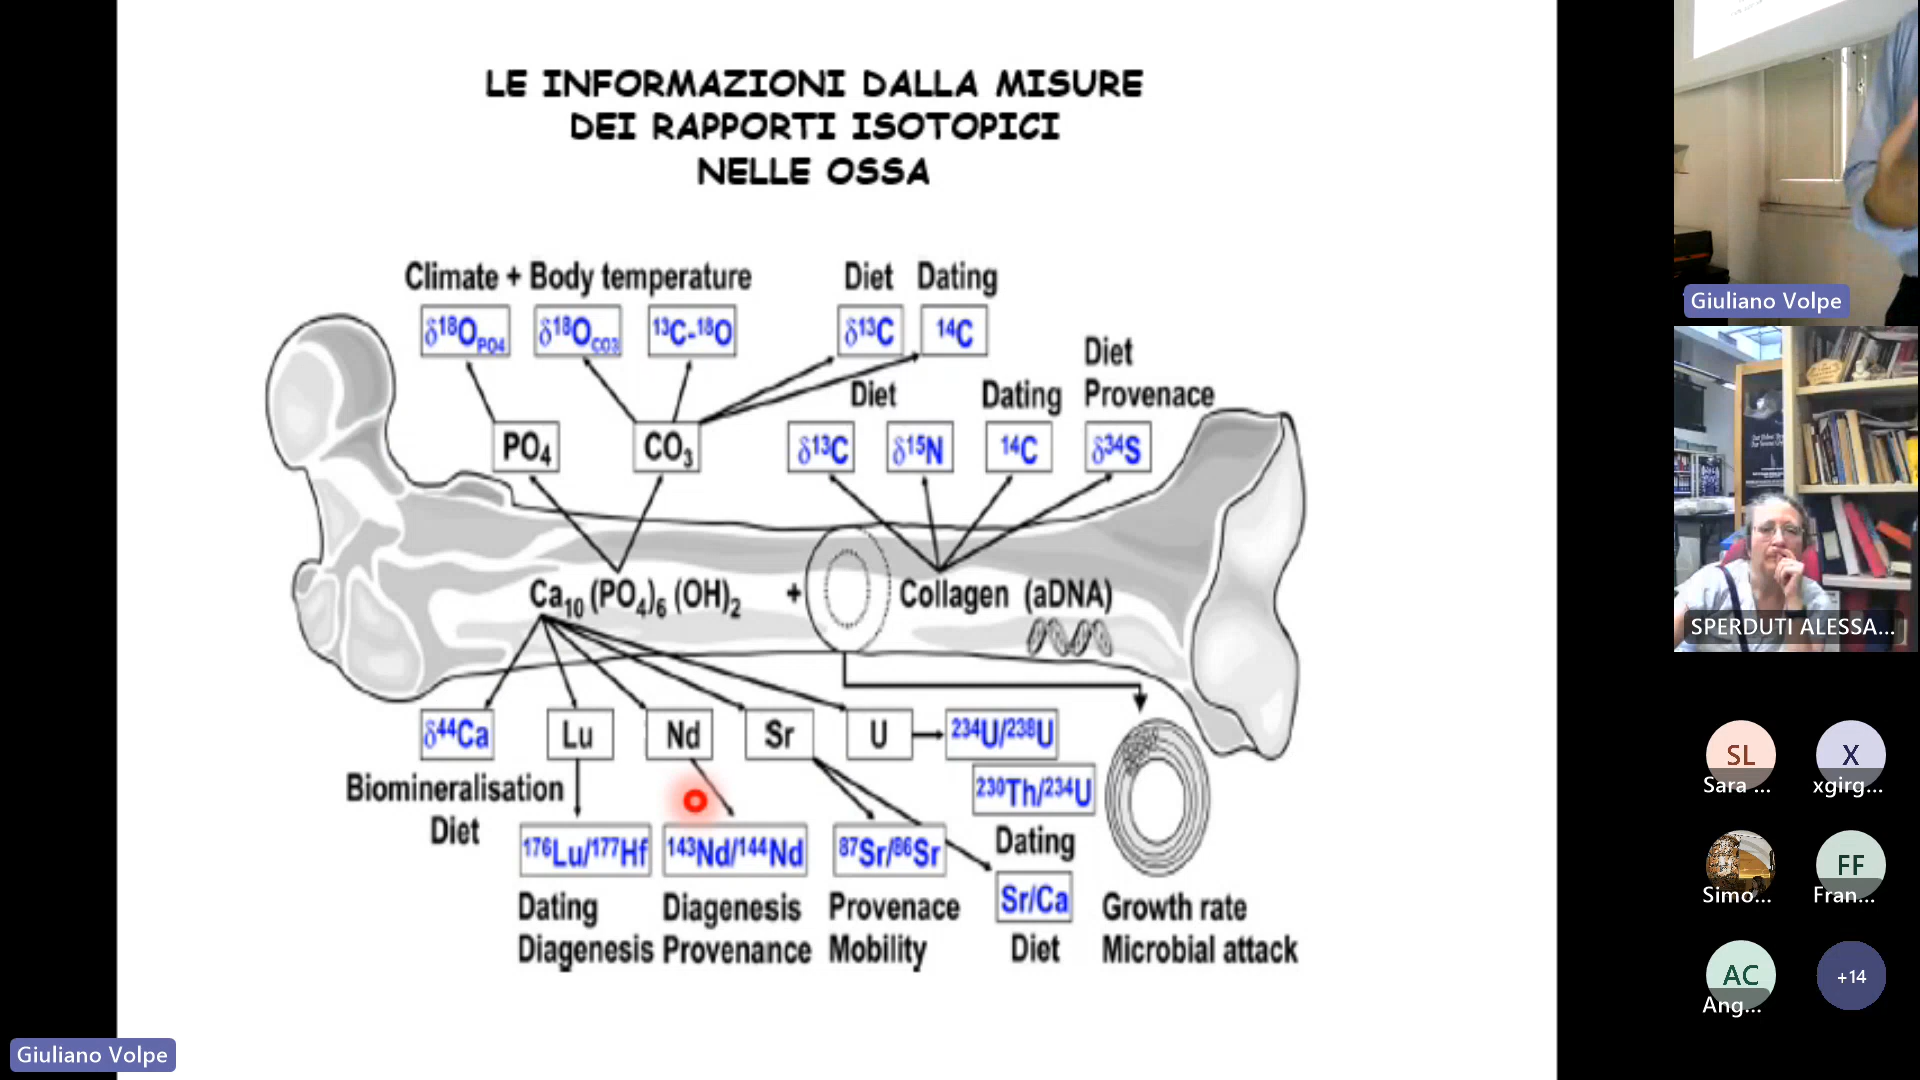 LE INFORMAZIONI DALLA MISURE
DEI RAPPORTI ISOTOPICI
NELLE OSSA
Climate + Body temperature
Diet Dating
δ18OPO4 δ18OCO3 13C-18O δ13C 14C
Diet
Provenace
Diet Dating
PO4 CO3 δ13C δ15N 14C δ34S
Ca10 (PO4)6 (OH)2 + Collagen (aDNA)
δ44Ca Lu Nd Sr U 234U/238U
230Th/234U
Dating
Biomineralisation
Diet
176Lu/177Hf 143Nd/144Nd 87Sr/86Sr
Sr/Ca
Diet
Dating
Diagenesis
Diagenesis
Provenance
Provenace
Mobility
Growth rate
Microbial attack
Giuliano Volpe
Giuliano Volpe
SPERDUTI ALESSA...
SL
Sara ...
X
xgirg...
Simo...
FF
Fran...
AC
Ang...
+14